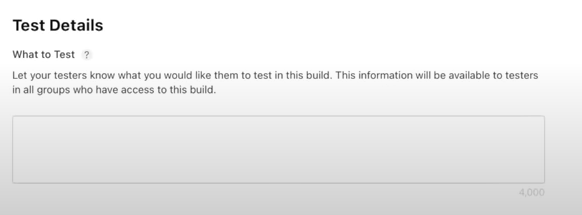 Test Details
What to Test ?
Let your testers know what you would like them to test in this build. This information will be available to testers
in all groups who have access to this build.
4,000